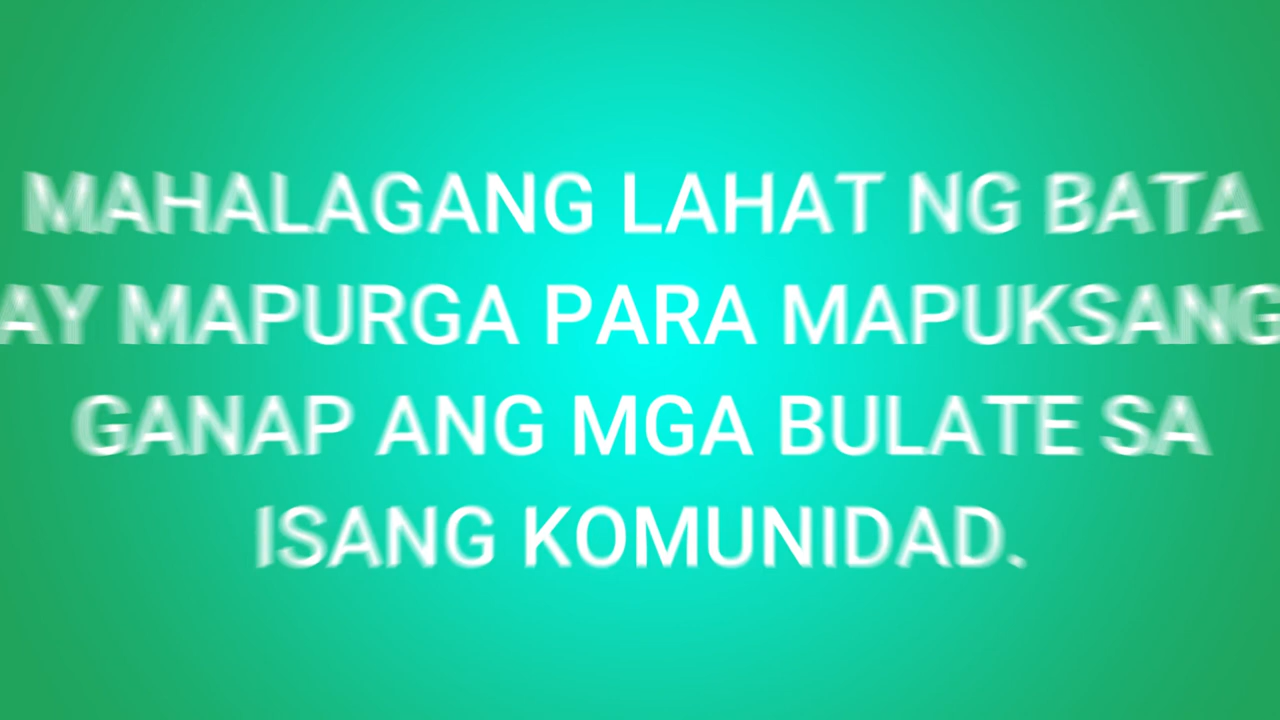 MAHALAGANG LAHAT NG BATA
AY MAPURGA PARA MAPUKSANG
GANAP ANG MGA BULATE SA
ISANG KOMUNIDAD.